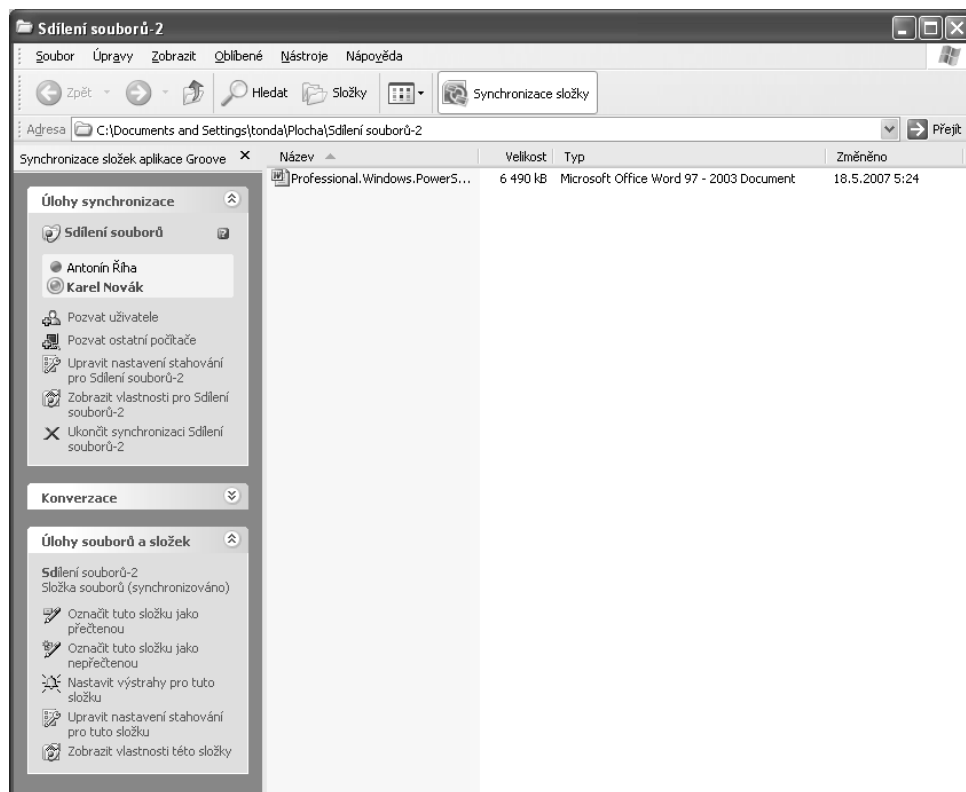 Sdílení souborů-2
Soubor Úpravy Zobrazit Oblíbené Nástroje Nápověda
Zpět Hledat Složky Synchronizace složky
Adresa C:\Documents and Settings\tonda\Plocha\Sdílení souborů-2 Přejít
Synchronizace složek aplikace Groove
Název Velikost Typ Změněno
Professional.Windows.PowerS... 6 490 kB Microsoft Office Word 97 - 2003 Document 18.5.2007 5:24
Úlohy synchronizace
Sdílení souborů
Antonín Říha
Karel Novák
Pozvat uživatele
Pozvat ostatní počítače
Upravit nastavení stahování
pro Sdílení souborů-2
Zobrazit vlastnosti pro Sdílení
souborů-2
Ukončit synchronizaci Sdílení
souborů-2
Konverzace
Úlohy souborů a složek
Sdílení souborů-2
Složka souborů (synchronizováno)
Označit tuto složku jako
přečtenou
Označit tuto složku jako
nepřečtenou
Nastavit výstrahy pro tuto
složku
Upravit nastavení stahování
pro tuto složku
Zobrazit vlastnosti této složky